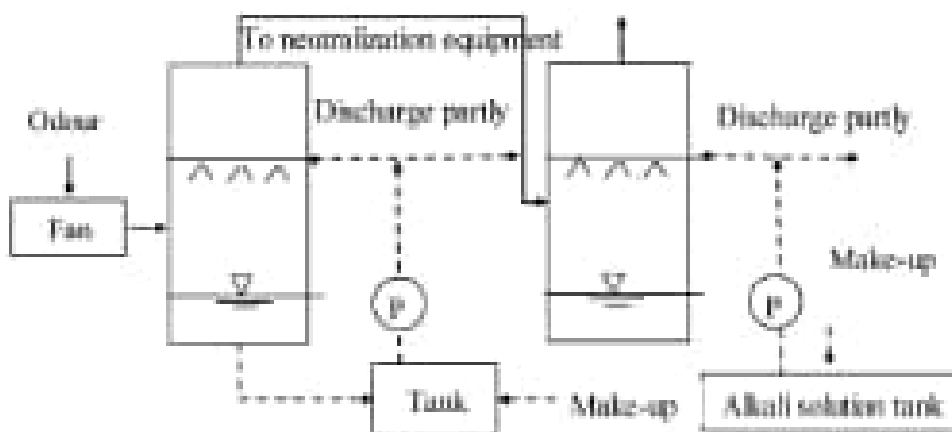 To neutralization equipment
Odour
Discharge partly
Discharge partly
Fan
Make-up
P
P
Tank
Make-up
Alkali solution tank